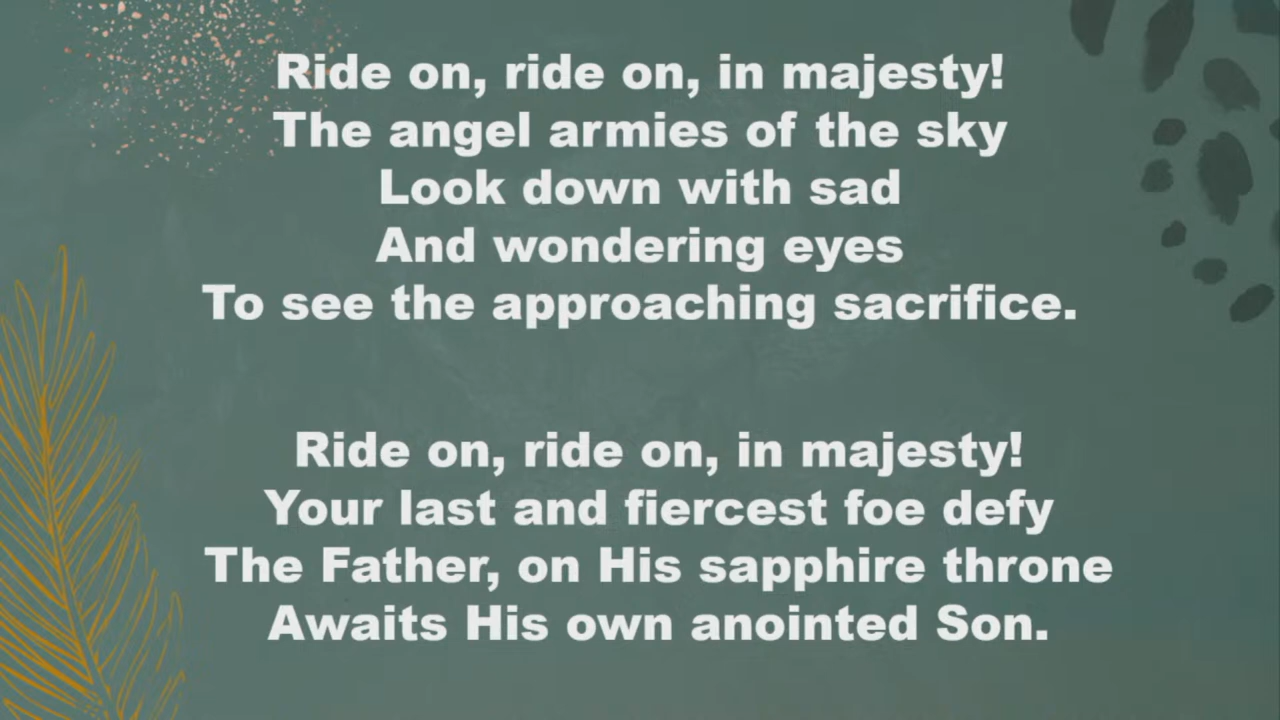 Ride on, ride on, in majesty!
The angel armies of the sky
Look down with sad
And wondering eyes
To see the approaching sacrifice.
Ride on, ride on, in majesty!
Your last and fiercest foe defy
The Father, on His sapphire throne
Awaits His own anointed Son.